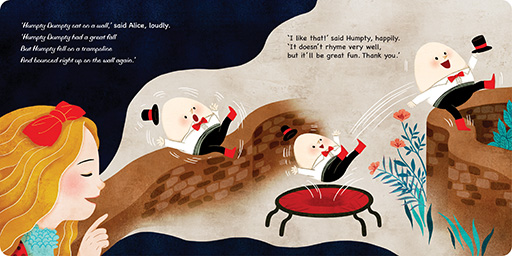 'Humpty Dumpty sat on a wall,' said Alice, loudly.
'Humpty Dumpty had a great fall
But Humpty fell on a trampoline
And bounced right up on the wall again.'
'I like that!' said Humpty, happily.
'It doesn't rhyme very well,
but it'll be great fun. Thank you.'